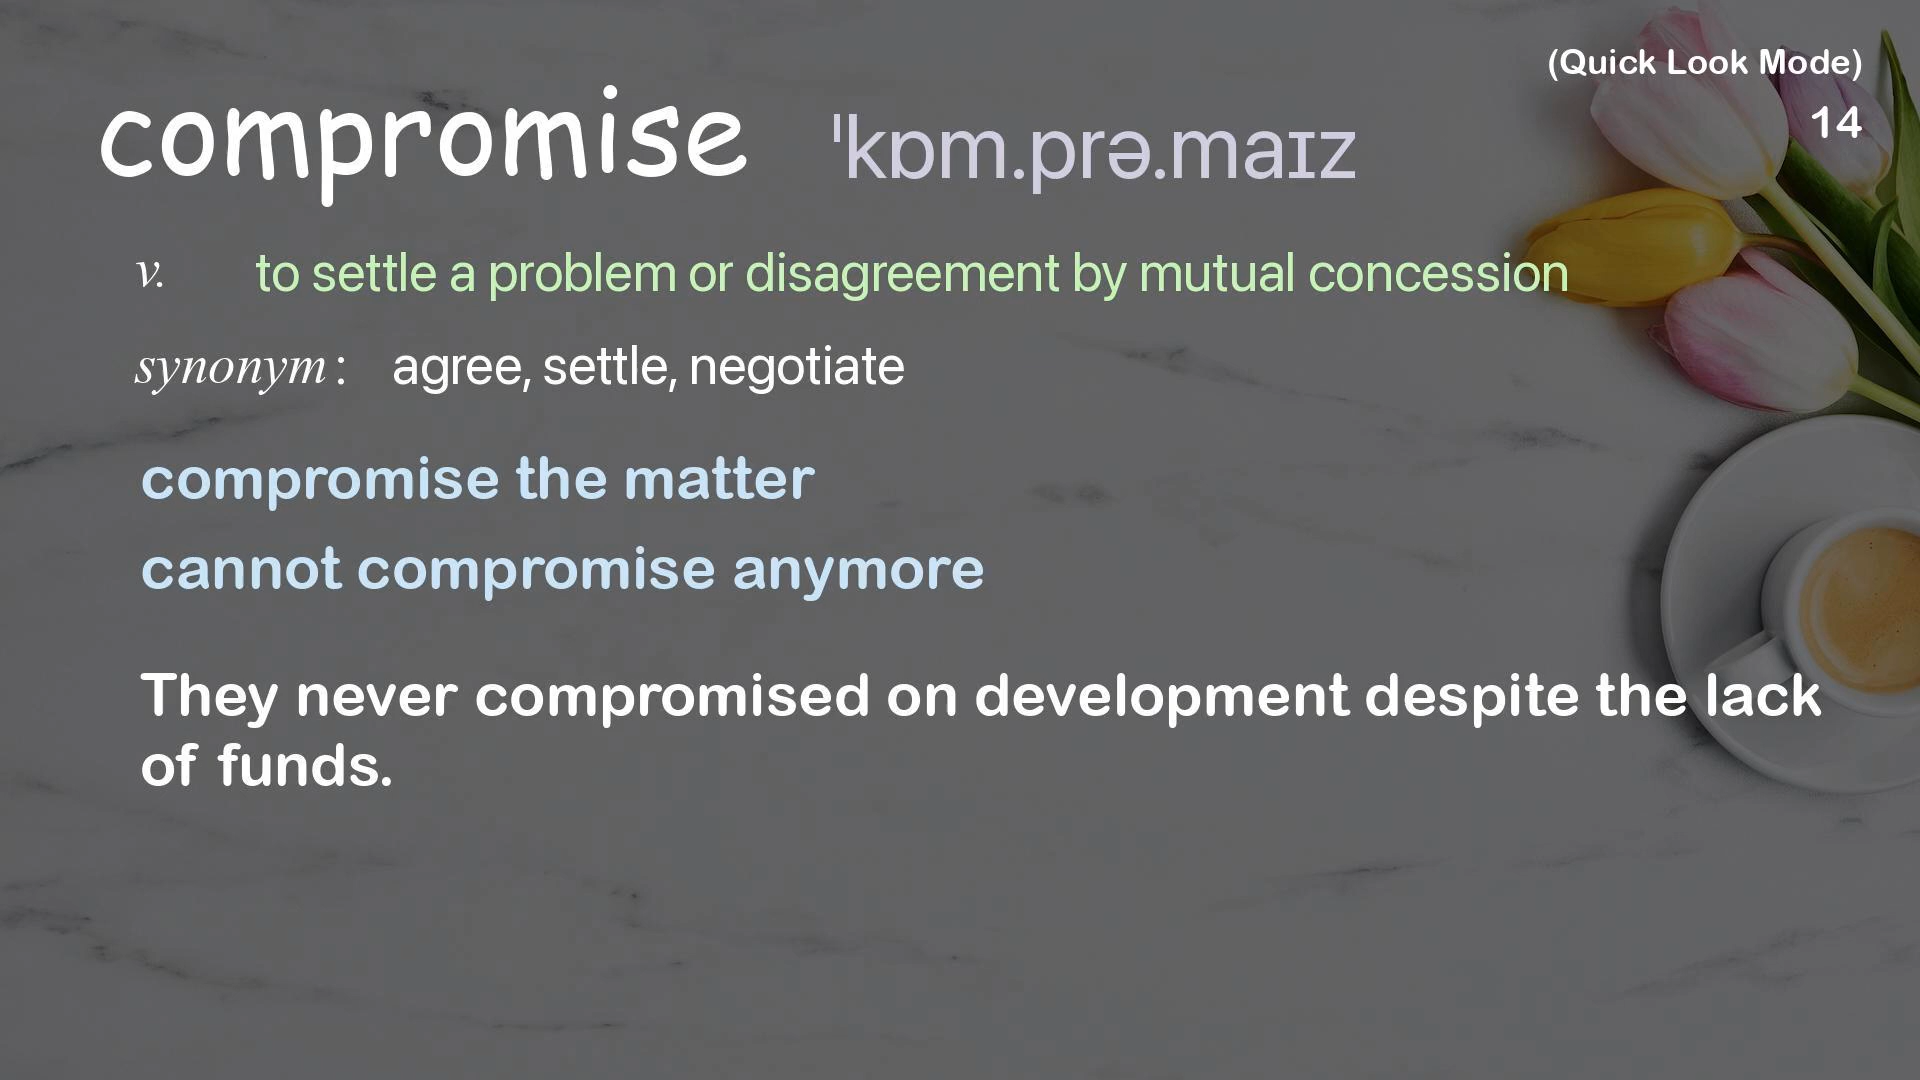 (Quick Look Mode)
14
compromise ˈkɒm.prə.maɪz
v. to settle a problem or disagreement by mutual concession
synonym : agree, settle, negotiate
compromise the matter
cannot compromise anymore
They never compromised on development despite the lack
of funds.